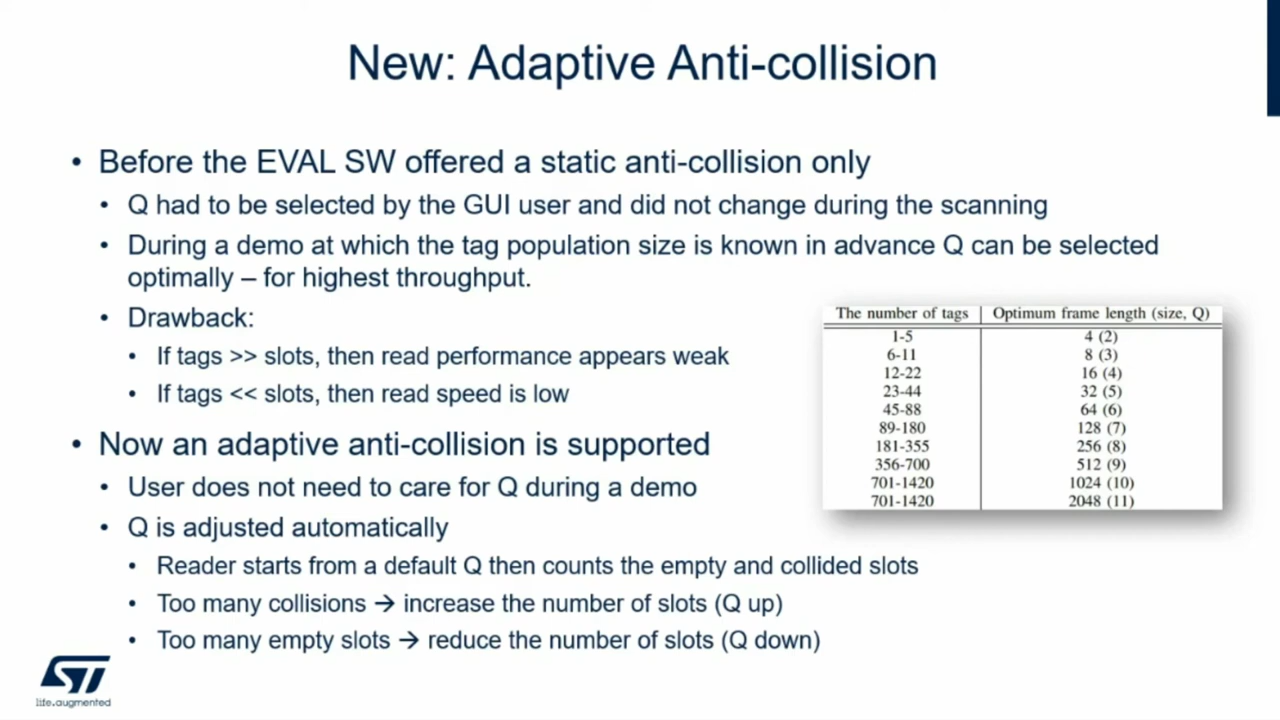 New: Adaptive Anti-collision
• Before the EVAL SW offered a static anti-collision only
• Q had to be selected by the GUI user and did not change during the scanning
• During a demo at which the tag population size is known in advance Q can be selected
optimally – for highest throughput.
• Drawback:
• If tags >> slots, then read performance appears weak
• If tags << slots, then read speed is low
• Now an adaptive anti-collision is supported
• User does not need to care for Q during a demo
• Q is adjusted automatically
• Reader starts from a default Q then counts the empty and collided slots
• Too many collisions → increase the number of slots (Q up)
• Too many empty slots → reduce the number of slots (Q down)
The number of tags Optimum frame length (size, Q)
1-5 4 (2)
6-11 8 (3)
12-22 16 (4)
23-44 32 (5)
45-88 64 (6)
89-180 128 (7)
181-355 256 (8)
356-700 512 (9)
701-1420 1024 (10)
701-1420 2048 (11)
ST
life.augmented